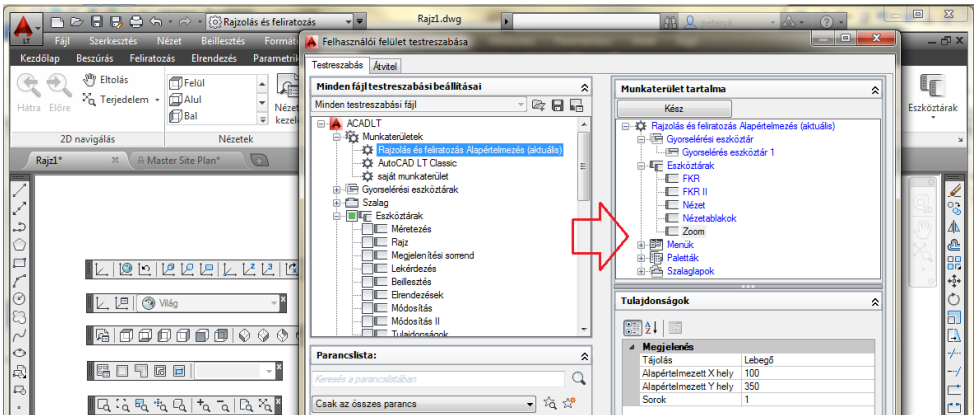 Rajzolás és feliratozás
Rajz1.dwg
peteryk
LT
Fájl Szerkesztés Nézet Beillesztés
Kezdőlap Beszúrás Feliratozás Elrendezés
Hátra Előre
Eltolás
Terjedelem
Felül
Alul
Bal
2D navigálás
Nézetek
Eszköztárak
Rajz1*
A Master Site Plan*
Világ
Felhasználói felület testreszabása
Testreszabás Átvitel
Minden fájl testreszabási beállításai
Minden testreszabási fájl
ACADLT
Munkaterületek
Rajzolás és feliratozás Alapértelmezés (aktuális)
AutoCAD LT Classic
saját munkaterület
Gyorselérési eszköztárak
Szalag
Eszköztárak
Méretezés
Rajz
Megjelenítési sorrend
Lekérdezés
Beillesztés
Elrendezések
Módosítás
Módosítás II
Tulajdonságok
Parancslista:
Keresés a parancslistában
Csak az összes parancs
Munkaterület tartalma
Kész
Rajzolás és feliratozás Alapértelmezés (aktuális)
Gyorselérési eszköztár
Gyorselérés eszköztár 1
Eszköztárak
FKR
FKR II
Nézet
Nézetablakok
Zoom
Menük
Paletták
Szalaglapok
Tulajdonságok
Megjelenés
Tájolás Lebegő
Alapértelmezett X hely 100
Alapértelmezett Y hely 350
Sorok 1